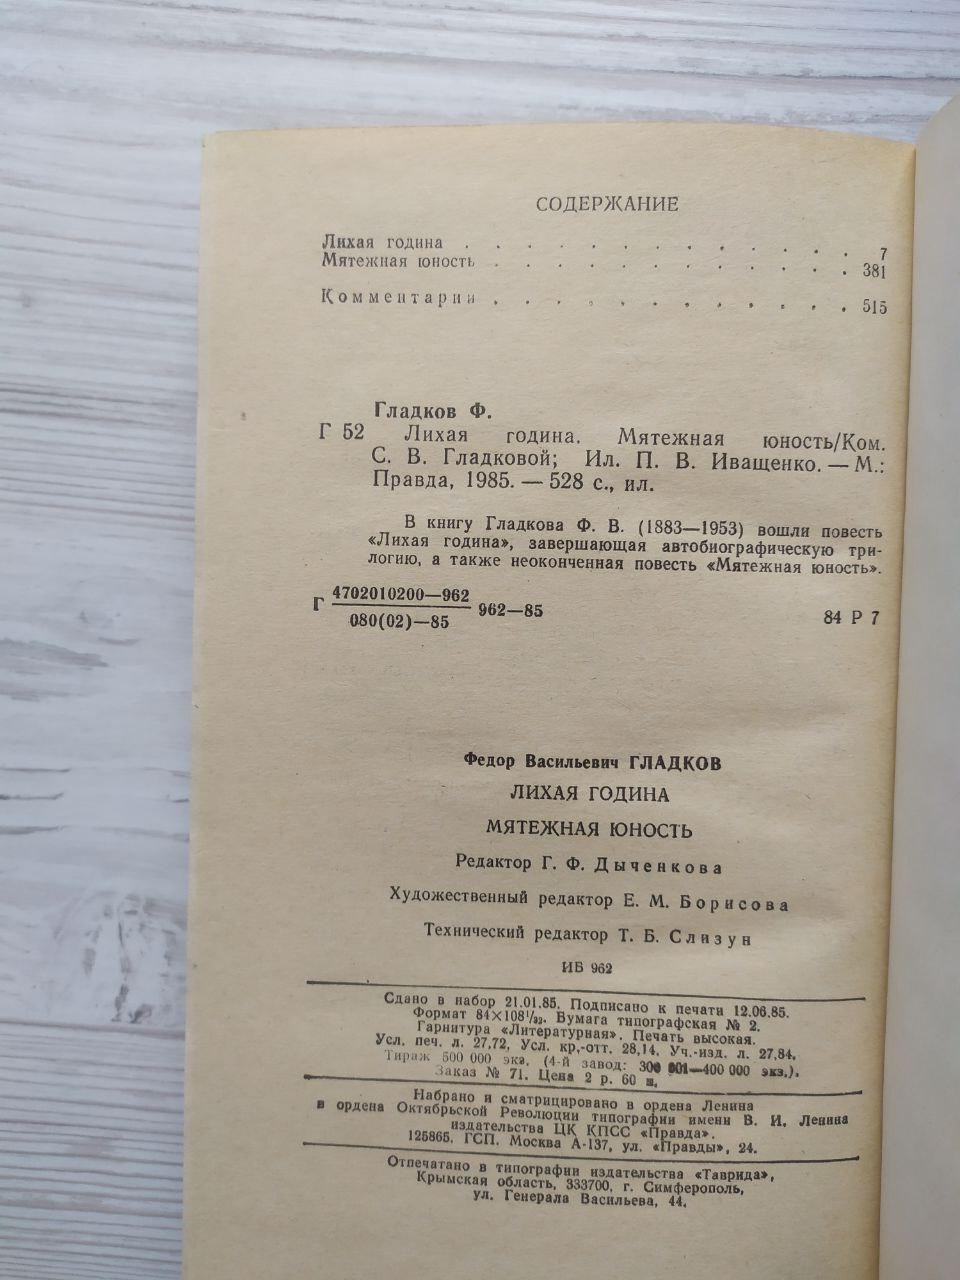 СОДЕРЖАНИЕ
Лихая година . . . . . . . . . . . . . 7
Мятежная юность . . . . . . . . . . . . 381
Комментарии . . . . . . . . . . . . 515
Гладков Ф.
Г 52 Лихая година. Мятежная юность/Ком.
С. В. Гладковой; Ил. П. В. Иващенко. — М.:
Правда, 1985. — 528 с., ил.
В книгу Гладкова Ф. В. (1883—1953) вошли повесть
«Лихая година», завершающая автобиографическую три-
логию, а также неоконченная повесть «Мятежная юность».
Г 4702010200—962
080(02)—85 962—85 84 Р 7
Федор Васильевич ГЛАДКОВ
ЛИХАЯ ГОДИНА
МЯТЕЖНАЯ ЮНОСТЬ
Редактор Г. Ф. Дыченкова
Художественный редактор Е. М. Борисова
Технический редактор Т. Б. Слизун
ИБ 962
Сдано в набор 21.01.85. Подписано к печати 12.06.85.
Формат 84×108¹/₃₂. Бумага типографская № 2.
Гарнитура «Литературная». Печать высокая.
Усл. печ. л. 27,72. Усл. кр.-отт. 28,14. Уч.-изд. л. 27,84.
Тираж 500 000 экз. (4-й завод: 300 001—400 000 экз.).
Заказ № 71. Цена 2 р. 60 к.
Набрано и сматрицировано в ордена Ленина
и ордена Октябрьской Революции типографии имени В. И. Ленина
издательства ЦК КПСС «Правда».
125865. ГСП. Москва А-137, ул. «Правды», 24.
Отпечатано в типографии издательства «Таврида»,
Крымская область, 333700, г. Симферополь,
ул. Генерала Васильева, 44.